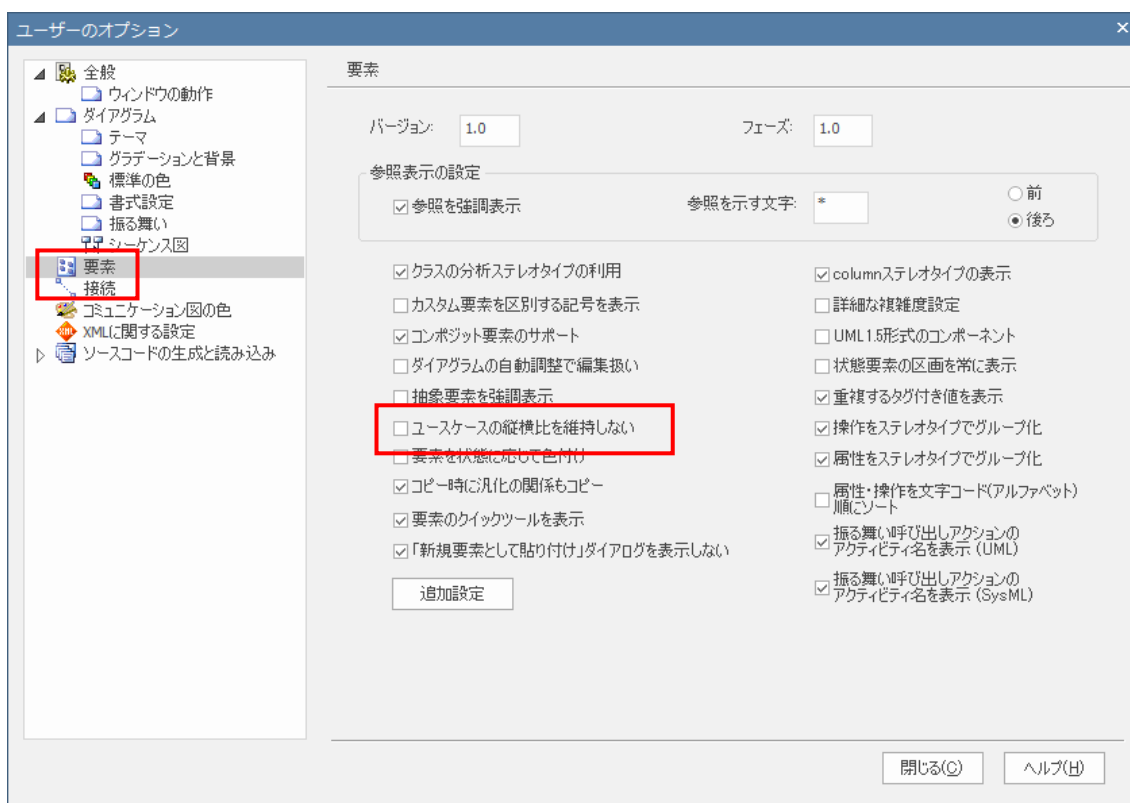 ユーザーのオプション
全般
ウィンドウの動作
ダイアグラム
テーマ
グラデーションと背景
標準の色
書式設定
振る舞い
シーケンス図
要素
接続
コミュニケーション図の色
XMLに関する設定
ソースコードの生成と読み込み
要素
バージョン: 1.0 フェーズ: 1.0
参照表示の設定
参照を強調表示 参照を示す文字: * 前
後ろ
クラスの分析ステレオタイプの利用
カスタム要素を区別する記号を表示
コンポジット要素のサポート
ダイアグラムの自動調整で編集扱い
抽象要素を強調表示
ユースケースの縦横比を維持しない
要素を状態に応じて色付け
コピー時に汎化の関係もコピー
要素のクイックツールを表示
「新規要素として貼り付け」ダイアログを表示しない
追加設定
columnステレオタイプの表示
詳細な複雑度設定
UML1.5形式のコンポーネント
状態要素の区画を常に表示
重複するタグ付き値を表示
操作をステレオタイプでグループ化
属性をステレオタイプでグループ化
属性・操作を文字コード(アルファベット)
順にソート
振る舞い呼び出しアクションの
アクティビティ名を表示 (UML)
振る舞い呼び出しアクションの
アクティビティ名を表示 (SysML)
閉じる(C) ヘルプ(H)